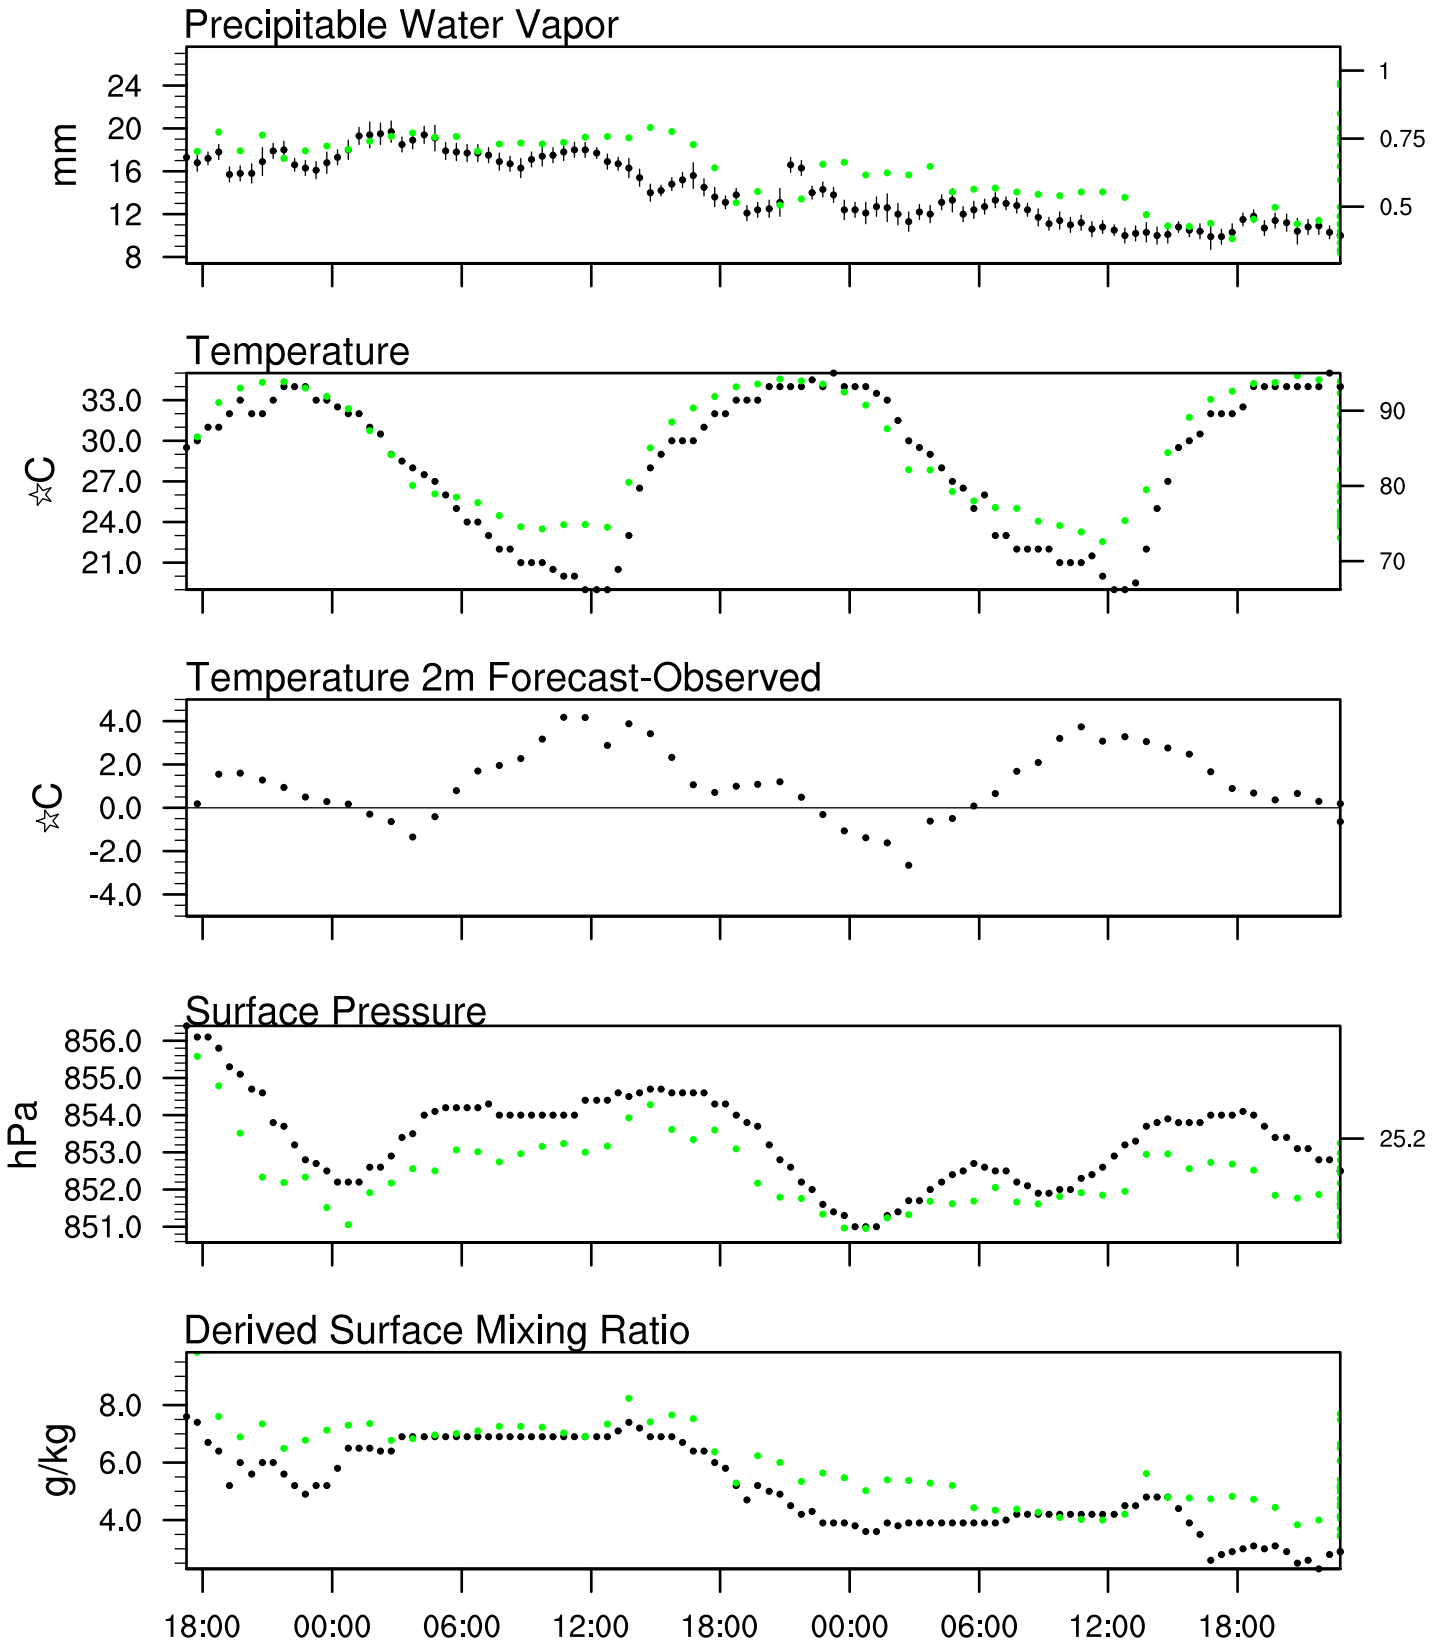 Precipitable Water Vapor
mm
24
20
16
12
8
1
0.75
0.5
Temperature
☆C
33.0
30.0
27.0
24.0
21.0
90
80
70
Temperature 2m Forecast-Observed
☆C
4.0
2.0
0.0
-2.0
-4.0
Surface Pressure
hPa
856.0
855.0
854.0
853.0
852.0
851.0
25.2
Derived Surface Mixing Ratio
g/kg
8.0
6.0
4.0
18:00 00:00 06:00 12:00 18:00 00:00 06:00 12:00 18:00